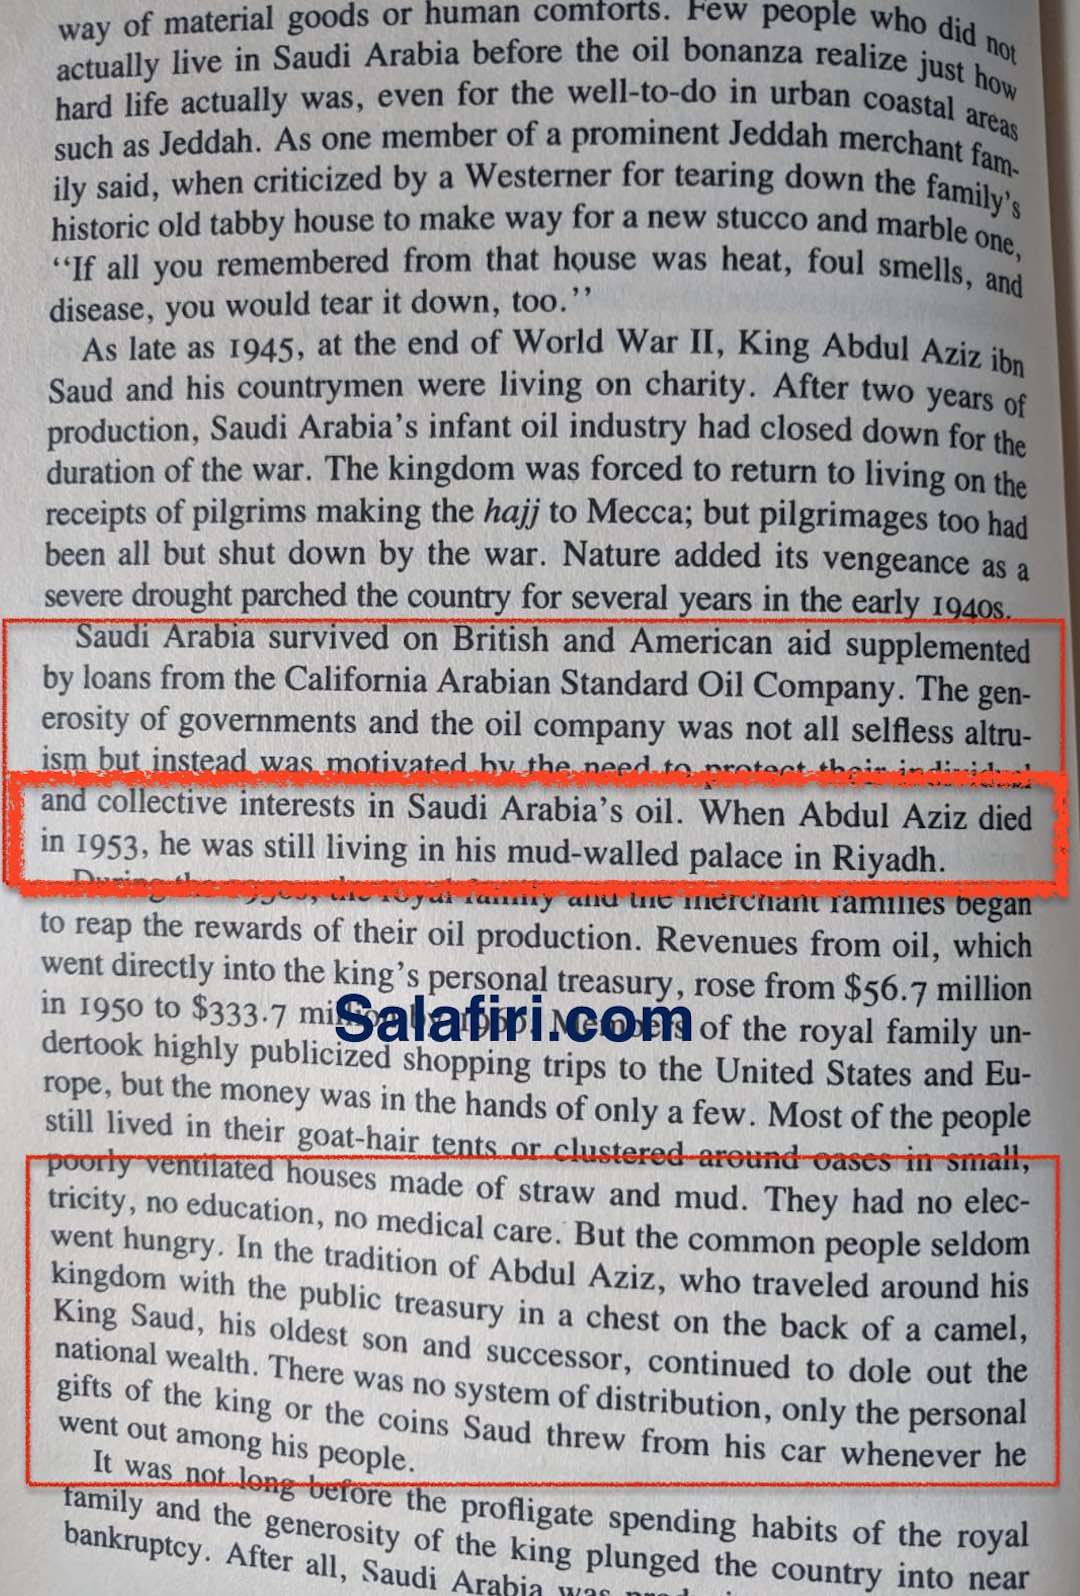 way of material goods or human comforts. Few people who did not
actually live in Saudi Arabia before the oil bonanza realize just how
hard life actually was, even for the well-to-do in urban coastal areas
such as Jeddah. As one member of a prominent Jeddah merchant fam-
ily said, when criticized by a Westerner for tearing down the family's
historic old tabby house to make way for a new stucco and marble one,
‘‘If all you remembered from that house was heat, foul smells, and
disease, you would tear it down, too.’’
As late as 1945, at the end of World War II, King Abdul Aziz ibn
Saud and his countrymen were living on charity. After two years of
production, Saudi Arabia's infant oil industry had closed down for the
duration of the war. The kingdom was forced to return to living on the
receipts of pilgrims making the hajj to Mecca; but pilgrimages too had
been all but shut down by the war. Nature added its vengeance as a
severe drought parched the country for several years in the early 1940s.
Saudi Arabia survived on British and American aid supplemented
by loans from the California Arabian Standard Oil Company. The gen-
erosity of governments and the oil company was not all selfless altru-
ism but instead was motivated by the need to protect their individual
and collective interests in Saudi Arabia's oil. When Abdul Aziz died
in 1953, he was still living in his mud-walled palace in Riyadh.
During the 1950s, the royal family and the merchant families began
to reap the rewards of their oil production. Revenues from oil, which
went directly into the king's personal treasury, rose from $56.7 million
in 1950 to $333.7 million by 1960. Members of the royal family un-
Salafiri.com
dertook highly publicized shopping trips to the United States and Eu-
rope, but the money was in the hands of only a few. Most of the people
still lived in their goat-hair tents or clustered around oases in small,
poorly ventilated houses made of straw and mud. They had no elec-
tricity, no education, no medical care. But the common people seldom
went hungry. In the tradition of Abdul Aziz, who traveled around his
kingdom with the public treasury in a chest on the back of a camel,
King Saud, his oldest son and successor, continued to dole out the
national wealth. There was no system of distribution, only the personal
gifts of the king or the coins Saud threw from his car whenever he
went out among his people.
It was not long before the profligate spending habits of the royal
family and the generosity of the king plunged the country into near
bankruptcy. After all, Saudi Arabia was